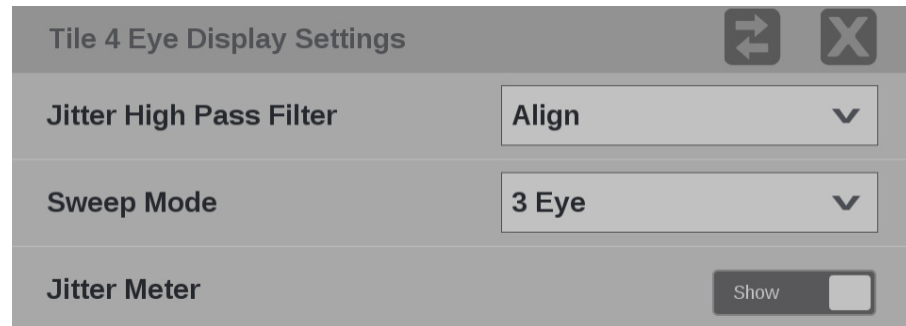 Tile 4 Eye Display Settings
Jitter High Pass Filter Align
Sweep Mode 3 Eye
Jitter Meter Show